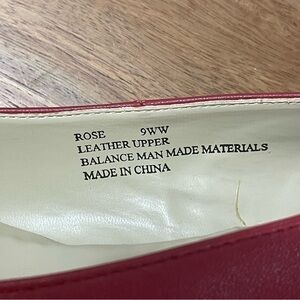 ROSE 9WW
LEATHER UPPER
BALANCE MAN MADE MATERIALS
MADE IN CHINA